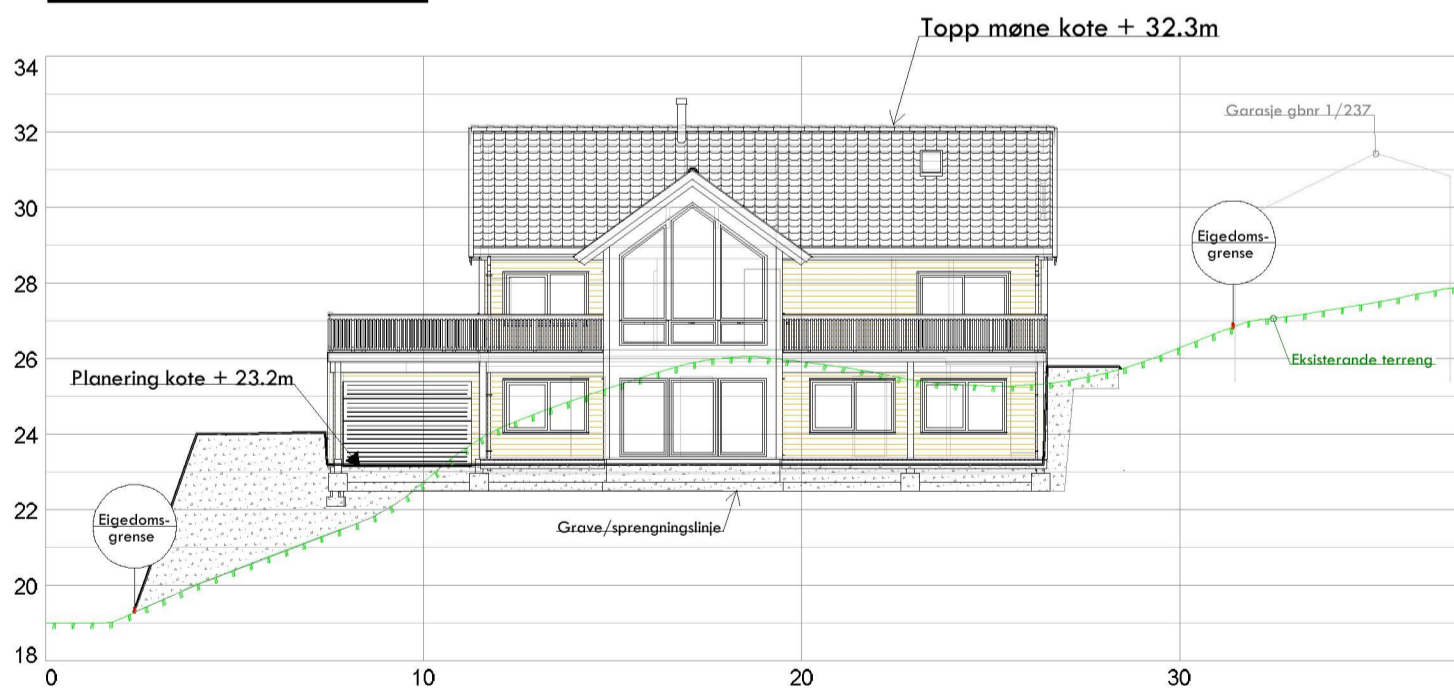 Topp møne kote + 32.3m
34
Garasje gbnr 1/237
32
30
Eigedoms-
grense
28
26
Eksisterande terreng
Planering kote + 23.2m
24
22
Eigedoms-
grense
Grave/sprengningslinje
20
18
0
10
20
30